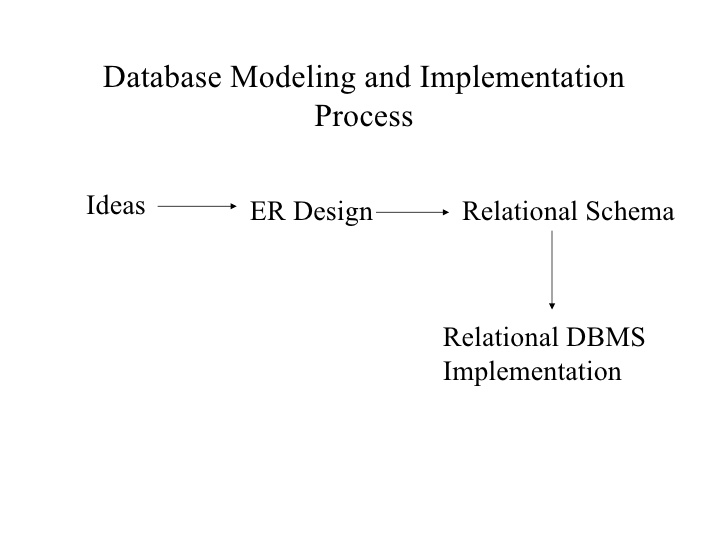 Database Modeling and Implementation
Process
Ideas
ER Design
Relational Schema
Relational DBMS
Implementation